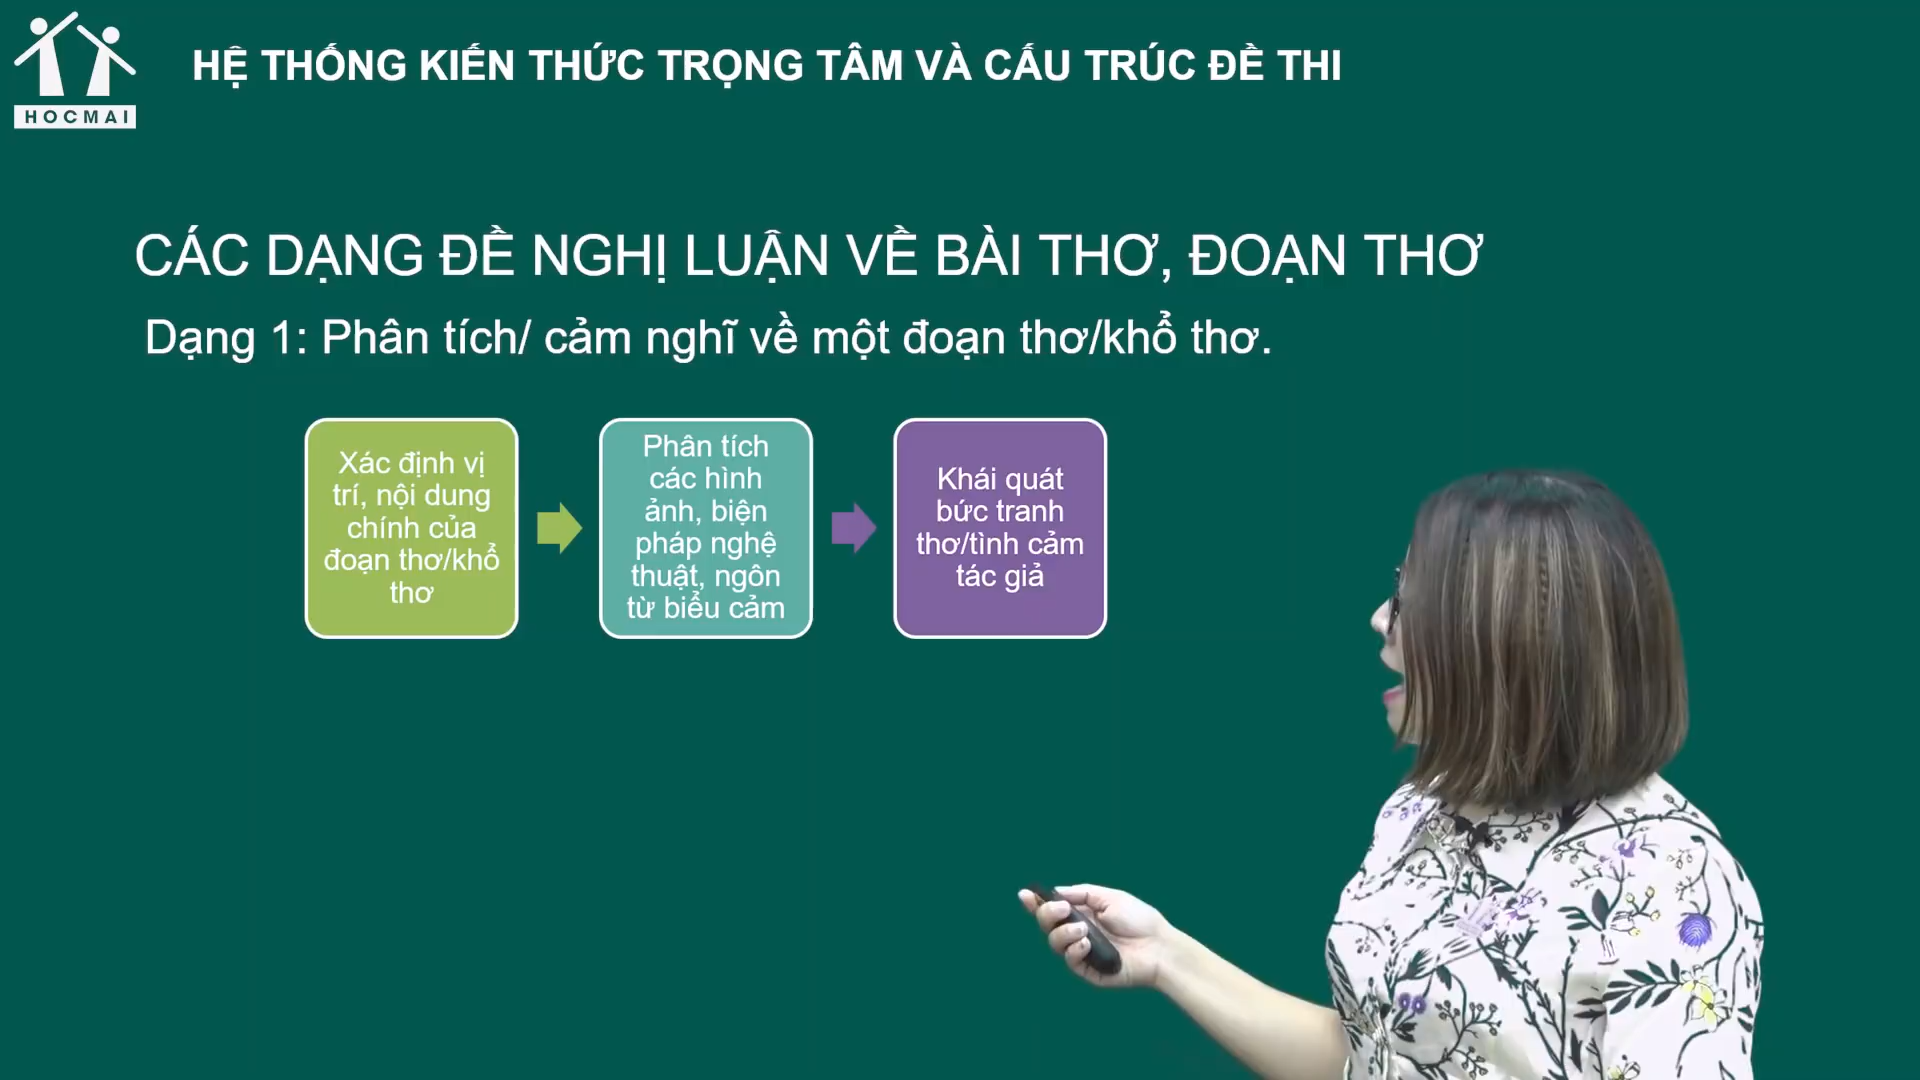 HOCMAI
HỆ THỐNG KIẾN THỨC TRỌNG TÂM VÀ CẤU TRÚC ĐỀ THI
CÁC DẠNG ĐỀ NGHỊ LUẬN VỀ BÀI THƠ, ĐOẠN THƠ
Dạng 1: Phân tích/ cảm nghĩ về một đoạn thơ/khổ thơ.
Xác định vị
trí, nội dung
chính của
đoạn thơ/khổ
thơ
Phân tích
các hình
ảnh, biện
pháp nghệ
thuật, ngôn
từ biểu cảm
Khái quát
bức tranh
thơ/tình cảm
tác giả